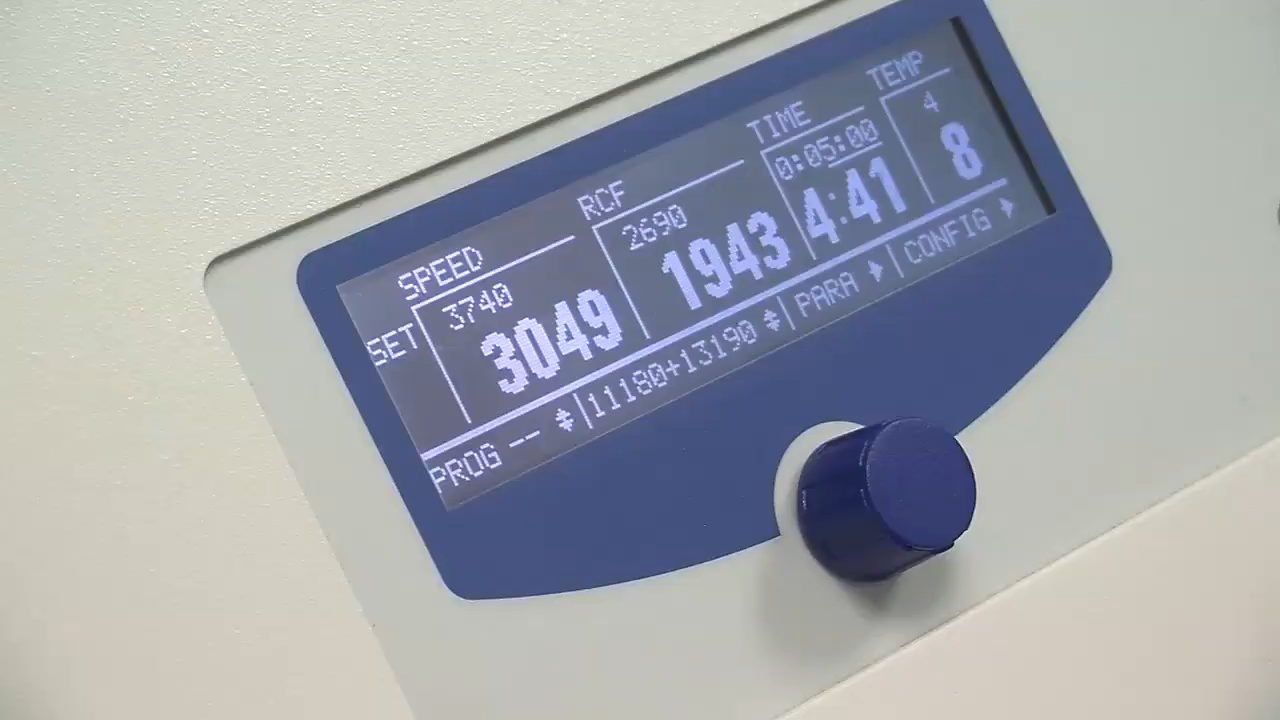 SPEED RCF TIME TEMP
SET 3740 2690 0:05:00 4
3049 1943 4:41 8
PROG -- 11180+13190 PARA CONFIG